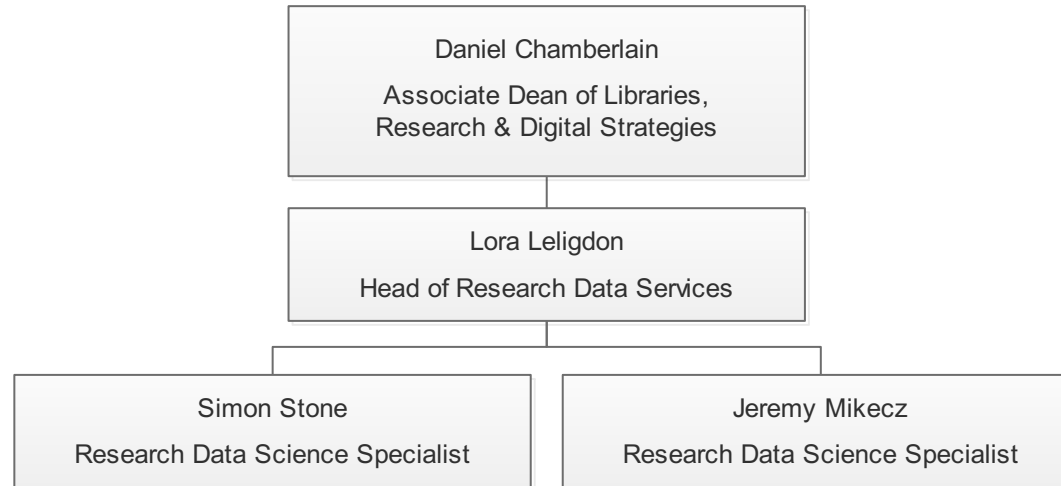 Daniel Chamberlain
Associate Dean of Libraries,
Research & Digital Strategies
Lora Leligdon
Head of Research Data Services
Simon Stone
Research Data Science Specialist
Jeremy Mikecz
Research Data Science Specialist